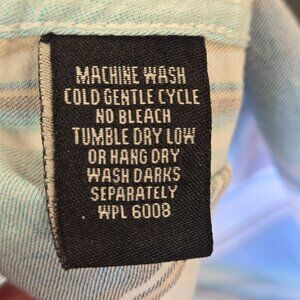 MACHINE WASH
COLD GENTLE CYCLE
NO BLEACH
TUMBLE DRY LOW
OR HANG DRY
WASH DARKS
SEPARATELY
WPL 6008